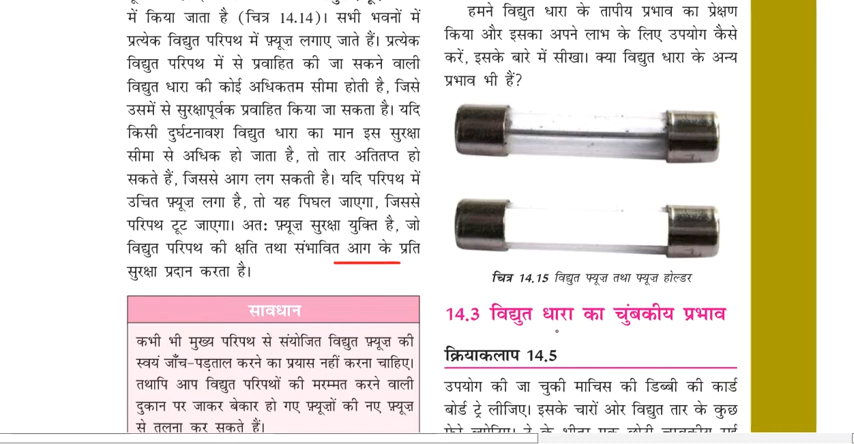 में किया जाता है (चित्र 14.14)। सभी भवनों में
प्रत्येक विद्युत परिपथ में फ़्यूज़ लगाए जाते हैं। प्रत्येक
विद्युत परिपथ में से प्रवाहित की जा सकने वाली
विद्युत धारा की कोई अधिकतम सीमा होती है, जिसे
उसमें से सुरक्षापूर्वक प्रवाहित किया जा सकता है। यदि
किसी दुर्घटनावश विद्युत धारा का मान इस सुरक्षा
सीमा से अधिक हो जाता है, तो तार अतितप्त हो
सकते हैं, जिससे आग लग सकती है। यदि परिपथ में
उचित फ़्यूज़ लगा है, तो यह पिघल जाएगा, जिससे
परिपथ टूट जाएगा। अतः फ़्यूज़ सुरक्षा युक्ति है, जो
विद्युत परिपथ की क्षति तथा संभावित आग के प्रति
सुरक्षा प्रदान करता है।
सावधान
कभी भी मुख्य परिपथ से संयोजित विद्युत फ़्यूज़ की
स्वयं जाँच-पड़ताल करने का प्रयास नहीं करना चाहिए।
तथापि आप विद्युत परिपथों की मरम्मत करने वाली
दुकान पर जाकर बेकार हो गए फ़्यूज़ों की नए फ़्यूज़
से तुलना कर सकते हैं।
हमने विद्युत धारा के तापीय प्रभाव का प्रेक्षण
किया और इसका अपने लाभ के लिए उपयोग कैसे
करें, इसके बारे में सीखा। क्या विद्युत धारा के अन्य
प्रभाव भी हैं?
चित्र 14.15 विद्युत फ्यूज़ तथा फ्यूज़ होल्डर
14.3 विद्युत धारा का चुंबकीय प्रभाव
क्रियाकलाप 14.5
उपयोग की जा चुकी माचिस की डिब्बी की कार्ड
बोर्ड ट्रे लीजिए। इसके चारों ओर विद्युत तार के कुछ